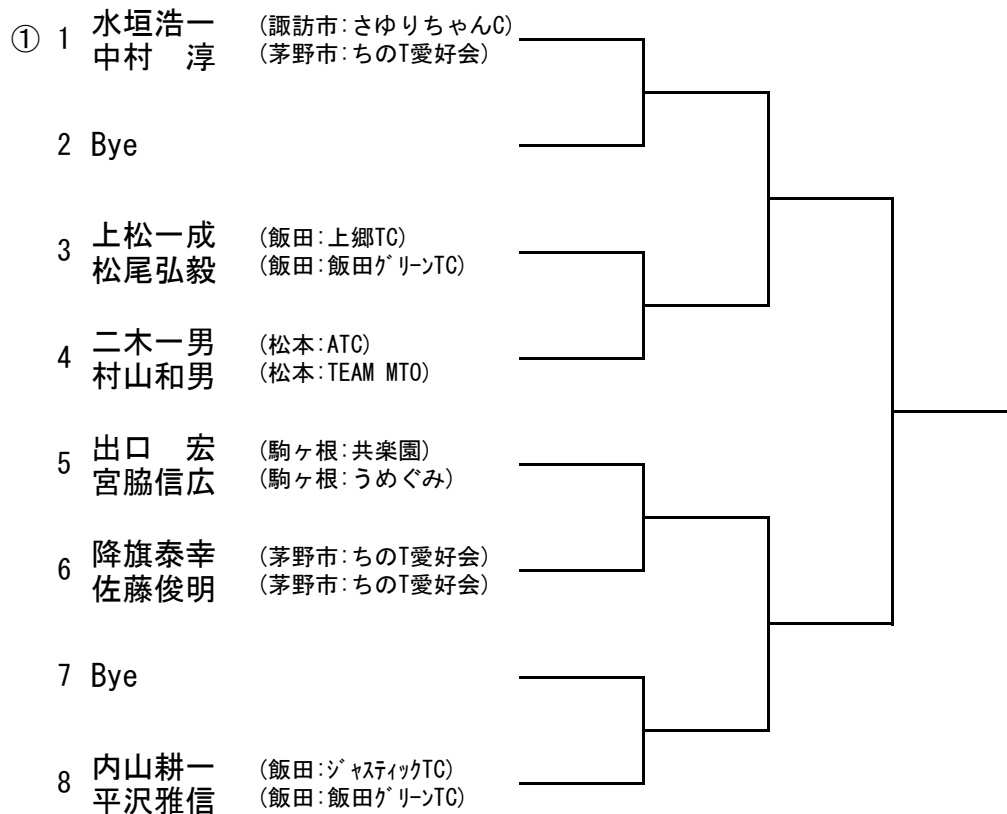 ① 1 水垣浩一 (諏訪市:さゆりちゃんC)
中村　淳 (茅野市:ちのT愛好会)
2 Bye
3 上松一成 (飯田:上郷TC)
松尾弘毅 (飯田:飯田ｸﾞﾘｰﾝTC)
4 二木一男 (松本:ATC)
村山和男 (松本:TEAM MTO)
5 出口　宏 (駒ヶ根:共楽園)
宮脇信広 (駒ヶ根:うめぐみ)
6 降旗泰幸 (茅野市:ちのT愛好会)
佐藤俊明 (茅野市:ちのT愛好会)
7 Bye
8 内山耕一 (飯田:ｼﾞｬｽﾃｨｯｸTC)
平沢雅信 (飯田:飯田ｸﾞﾘｰﾝTC)